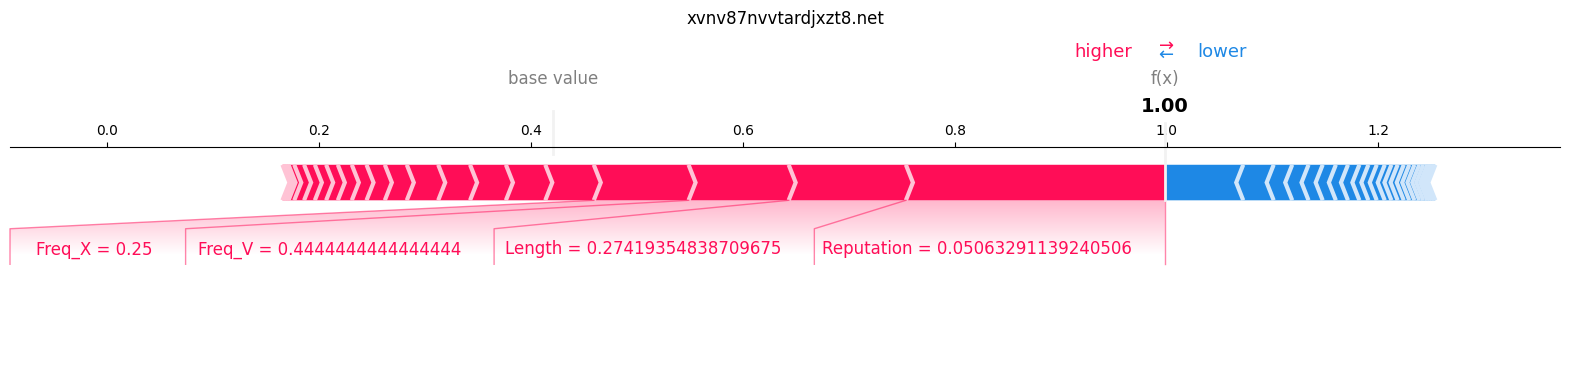 xvnv87nvvtardjxzt8.net
higher ⇄ lower
base value f(x)
1.00
0.0 0.2 0.4 0.6 0.8 1.0 1.2
Freq_X = 0.25 Freq_V = 0.4444444444444444 Length = 0.27419354838709675 Reputation = 0.05063291139240506